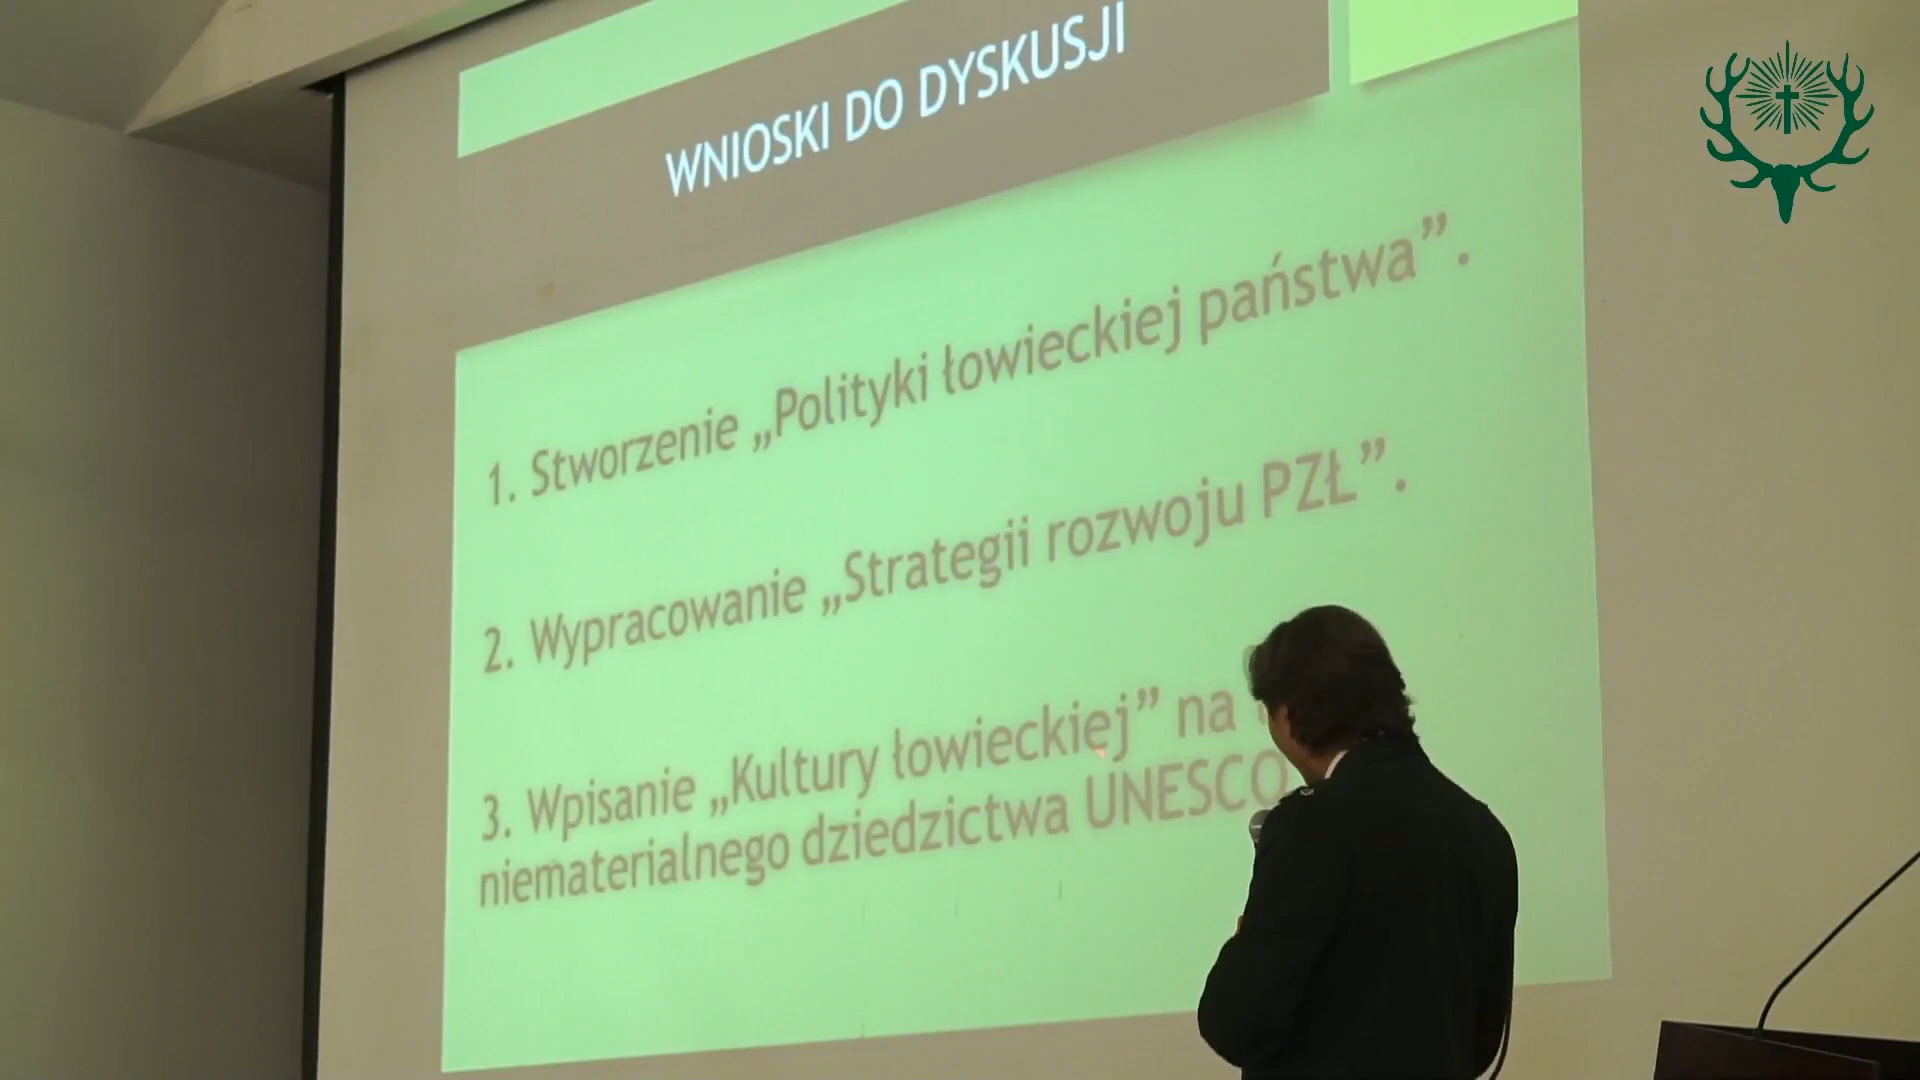 WNIOSKI DO DYSKUSJI
1. Stworzenie „Polityki łowieckiej państwa”.
2. Wypracowanie „Strategii rozwoju PZŁ”.
3. Wpisanie „Kultury łowieckiej” na
niematerialnego dziedzictwa UNESCO